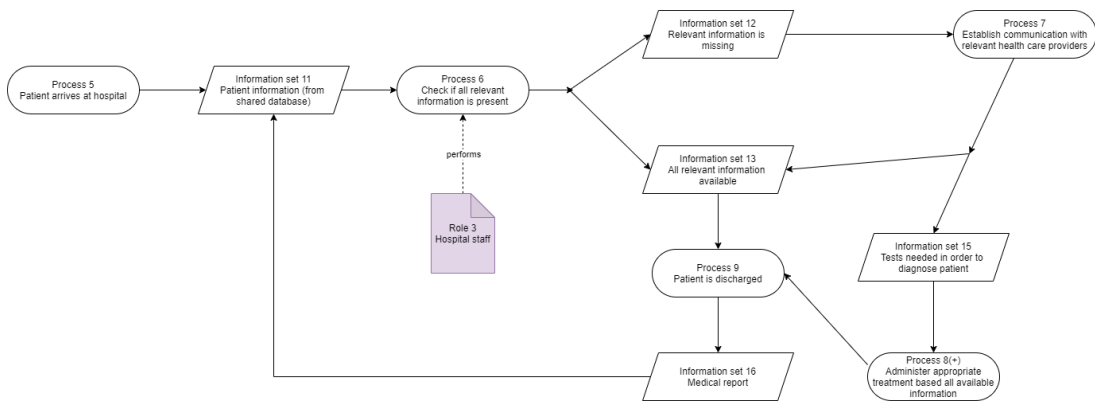 Information set 12
Relevant information is
missing
Process 7
Establish communication with
relevant health care providers
Process 5
Patient arrives at hospital
Information set 11
Patient information (from
shared database)
Process 6
Check if all relevant
information is present
performs
Information set 13
All relevant information
available
Role 3
Hospital staff
Information set 15
Tests needed in order to
diagnose patient
Process 9
Patient is discharged
Information set 16
Medical report
Process 8(+)
Administer appropriate
treatment based all available
information